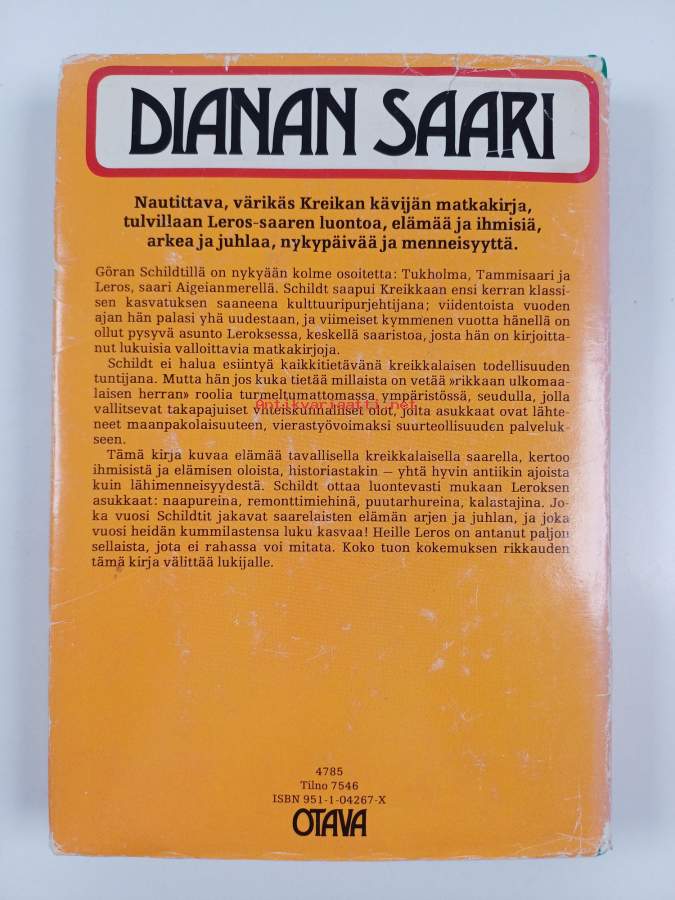 DIANAN SAARI
Nautittava, värikäs Kreikan kävijän matkakirja,
tulvillaan Leros-saaren luontoa, elämää ja ihmisiä,
arkea ja juhlaa, nykypäivää ja menneisyyttä.
Göran Schildtillä on nykyään kolme osoitetta: Tukholma, Tammisaari ja
Leros, saari Aigeianmerellä. Schildt saapui Kreikkaan ensi kerran klassi-
sen kasvatuksen saaneena kulttuuripurjehtijana; viidentoista vuoden
ajan hän palasi yhä uudestaan, ja viimeiset kymmenen vuotta hänellä on
ollut pysyvä asunto Leroksessa, keskellä saaristoa, josta hän on kirjoitta-
nut lukuisia valloittavia matkakirjoja.
Schildt ei halua esiintyä kaikkitietävänä kreikkalaisen todellisuuden
tuntijana. Mutta hän jos kuka tietää millaista on vetää »rikkaan ulkomaa-
laisen herran» roolia turmeltumattomassa ympäristössä, seudulla, jolla
Antikvariaatti.net
vallitsevat takapajuiset yhteiskunnalliset olot, joita asukkaat ovat lähte-
neet maanpakolaisuuteen, vierastyövoimaksi suurteollisuuden palveluk-
seen.
Tämä kirja kuvaa elämää tavallisella kreikkalaisella saarella, kertoo
ihmisistä ja elämisen oloista, historiastakin – yhtä hyvin antiikin ajoista
kuin lähimenneisyydestä. Schildt ottaa luontevasti mukaan Leroksen
asukkaat: naapureina, remonttimiehinä, puutarhureina, kalastajina. Jo-
ka vuosi Schildtit jakavat saarelaisten elämän arjen ja juhlan, ja joka
vuosi heidän kummilastensa luku kasvaa! Heille Leros on antanut paljon
sellaista, jota ei rahassa voi mitata. Koko tuon kokemuksen rikkauden
tämä kirja välittää lukijalle.
4785
Tilno 7546
ISBN 951-1-04267-X
OTAVA